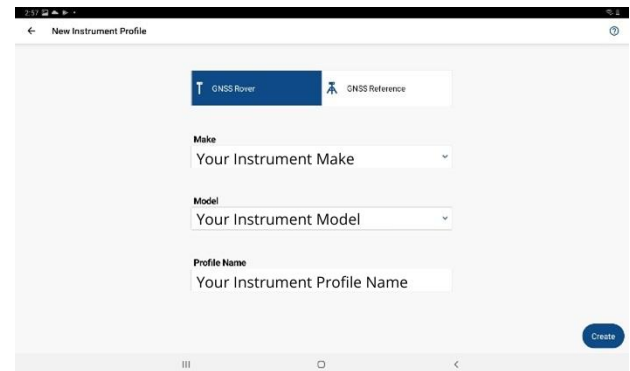 2:57
New Instrument Profile
GNSS Rover
GNSS Reference
Make
Your Instrument Make
Model
Your Instrument Model
Profile Name
Your Instrument Profile Name
Create